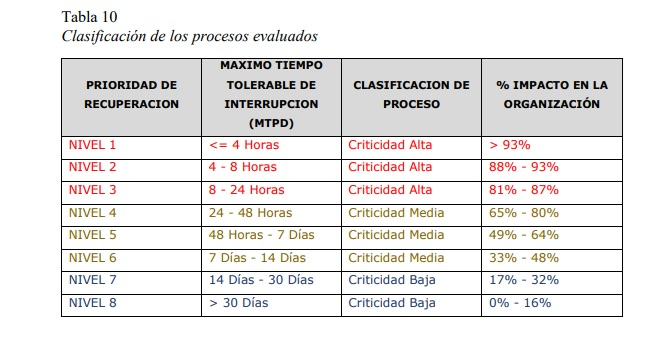 Tabla 10
Clasificación de los procesos evaluados
PRIORIDAD DE RECUPERACION | MAXIMO TIEMPO TOLERABLE DE INTERRUPCION (MTPD) | CLASIFICACION DE PROCESO | % IMPACTO EN LA ORGANIZACIÓN
NIVEL 1 | <= 4 Horas | Criticidad Alta | > 93%
NIVEL 2 | 4 - 8 Horas | Criticidad Alta | 88% - 93%
NIVEL 3 | 8 - 24 Horas | Criticidad Alta | 81% - 87%
NIVEL 4 | 24 - 48 Horas | Criticidad Media | 65% - 80%
NIVEL 5 | 48 Horas - 7 Días | Criticidad Media | 49% - 64%
NIVEL 6 | 7 Días - 14 Días | Criticidad Media | 33% - 48%
NIVEL 7 | 14 Días - 30 Días | Criticidad Baja | 17% - 32%
NIVEL 8 | > 30 Días | Criticidad Baja | 0% - 16%